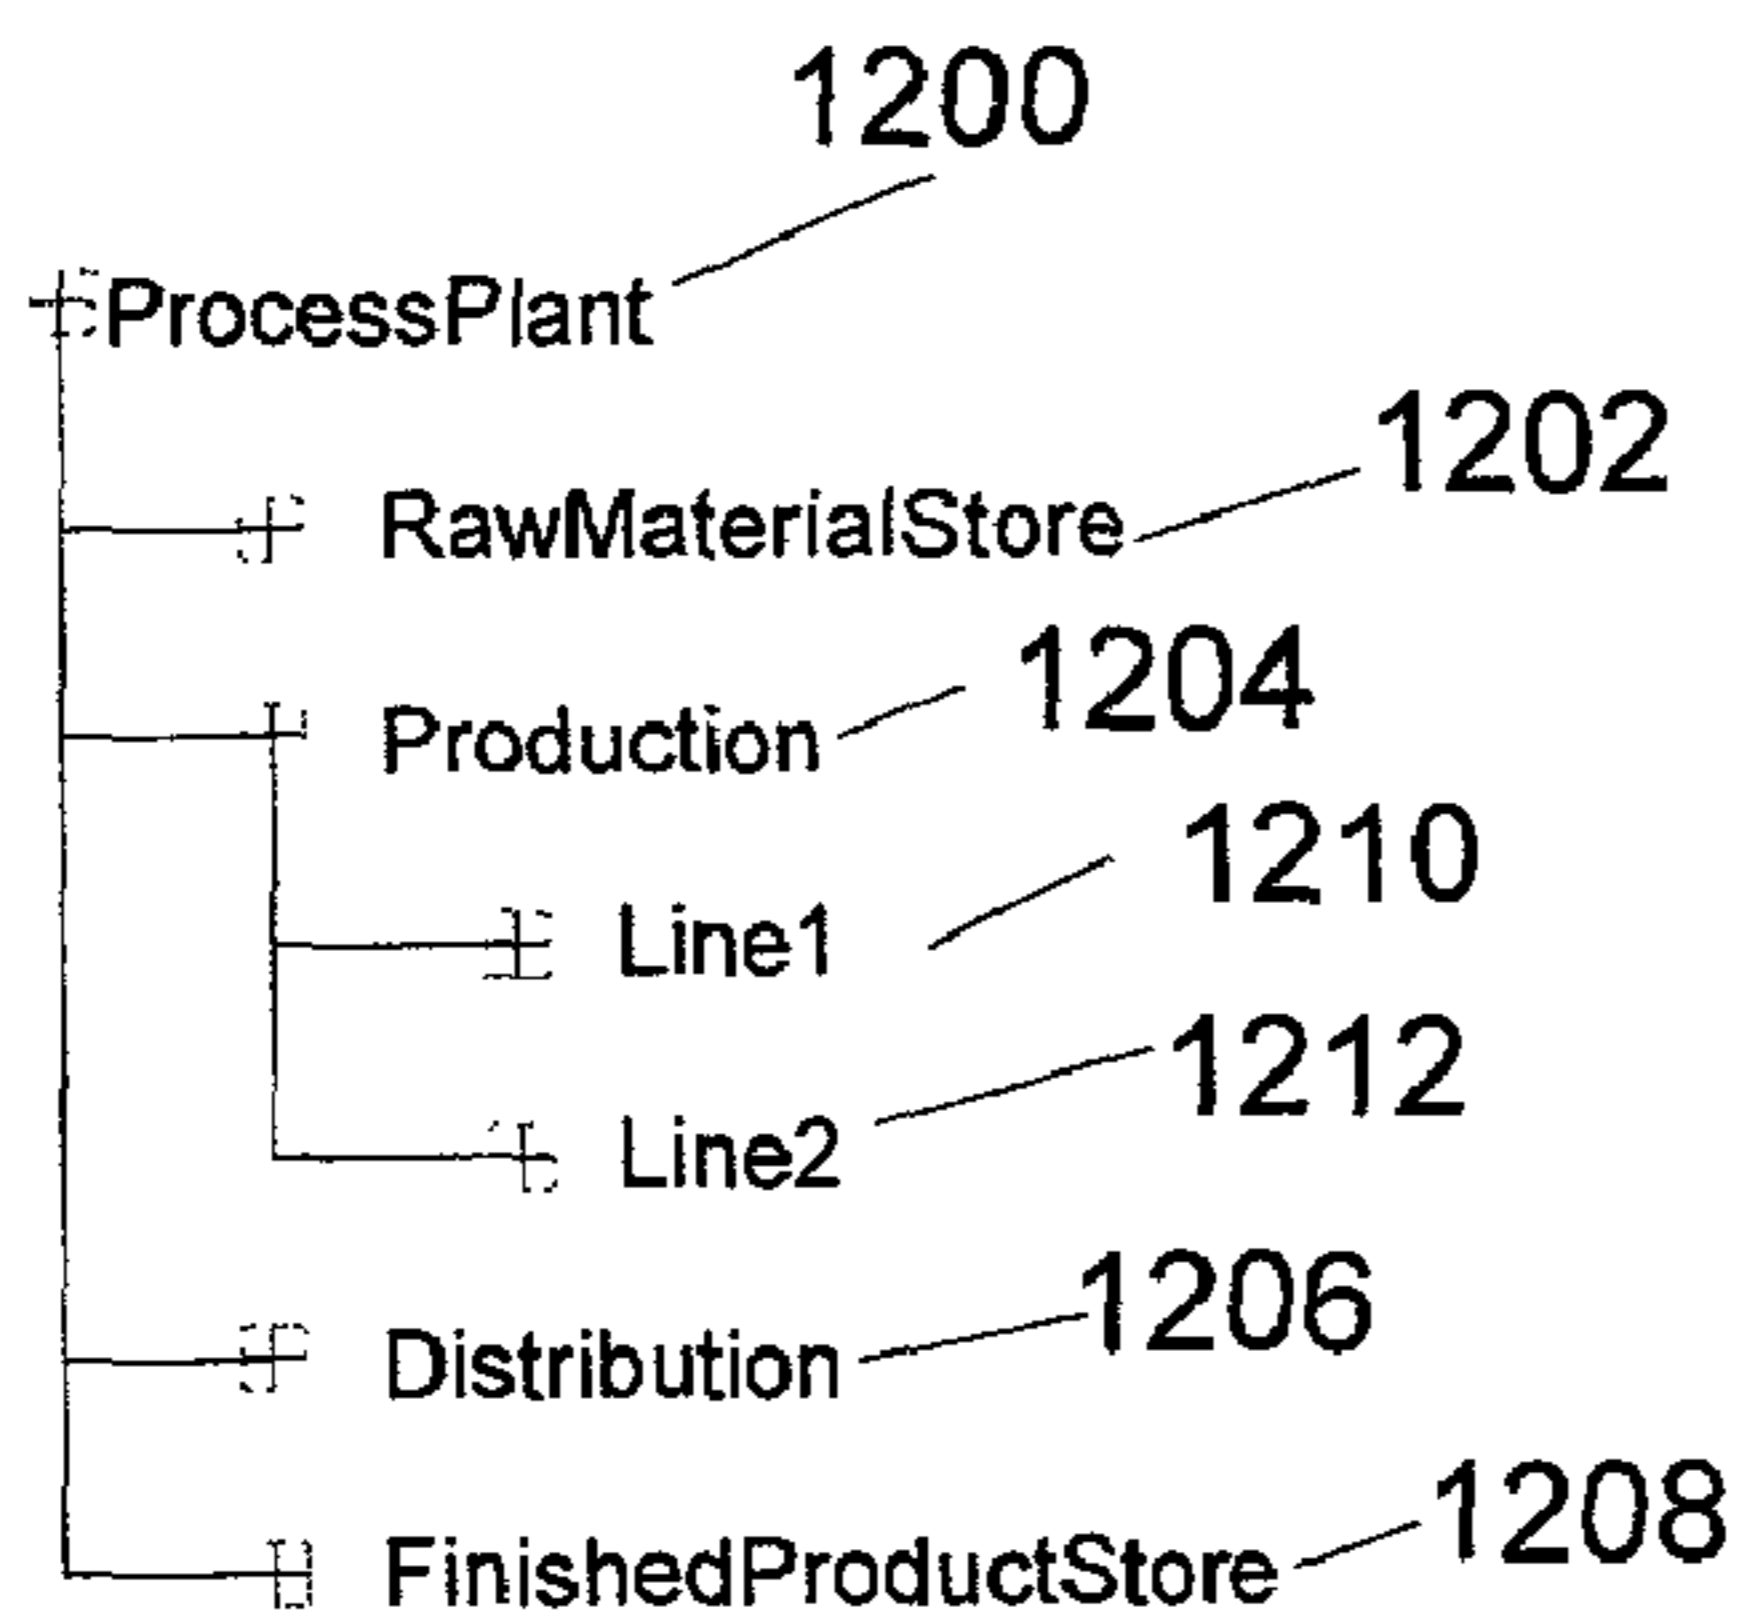 1200
ProcessPlant
1202
RawMaterialStore
1204
Production
1210
Line1
1212
Line2
1206
Distribution
1208
FinishedProductStore